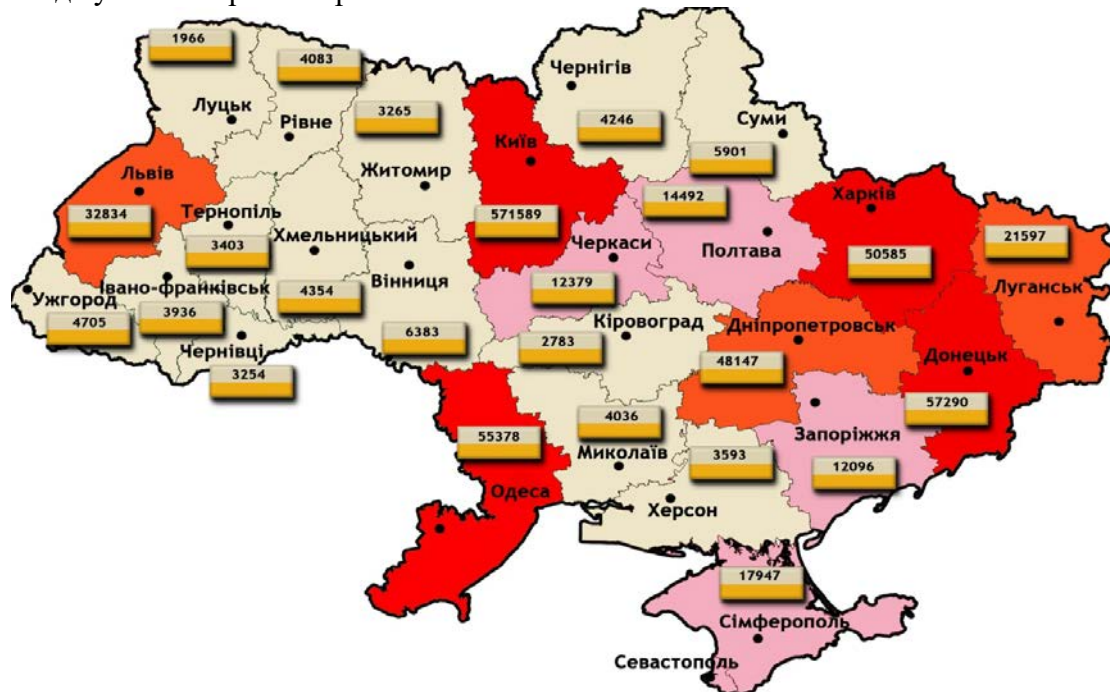 1966
4083
Чернігів
Луцьк
3265
4246
Суми
Рівне
Київ
5901
Житомир
Львів
14492
Харків
32834
Тернопіль
571589
21597
3403
Хмельницький
Черкаси
Полтава
50585
Ужгород
Івано-франківськ
4354
Вінниця
12379
Луганськ
4705
3936
6383
Кіровоград
Дніпропетровськ
Чернівці
2783
48147
Донецьк
3254
57290
4036
55378
Запоріжжя
Миколаїв
3593
12096
Одеса
Херсон
17947
Сімферополь
Севастополь